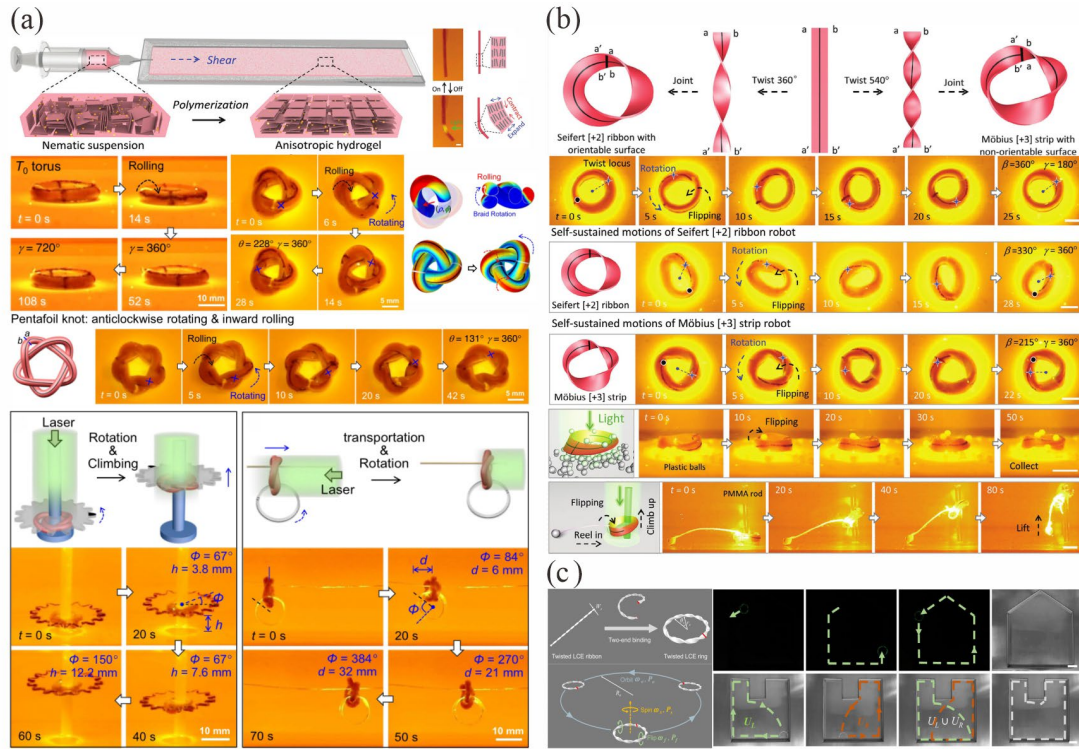 (a)
Shear
On
Off
Contract
Expand
Polymerization
Nematic suspension
Anisotropic hydrogel
T0 torus
Rolling
t = 0 s
14 s
γ = 720°
γ = 360°
108 s
52 s
10 mm
Rolling
t = 0 s
6 s
Rotating
θ = 228° γ = 360°
28 s
14 s
5 mm
Rolling
Braid Rotation
Pentafoil knot: anticlockwise rotating & inward rolling
a
b
Rolling
θ = 131° γ = 360°
t = 0 s
5 s
Rotating
10 s
20 s
42 s
5 mm
Laser
Rotation
&
Climbing
Φ = 67°
h = 3.8 mm
Φ
h
t = 0 s
20 s
Φ = 150°
h = 12.2 mm
Φ = 67°
h = 7.6 mm
60 s
40 s
10 mm
transportation
&
Rotation
Laser
Φ = 84°
d = 6 mm
d
Φ
t = 0 s
20 s
Φ = 384°
d = 32 mm
Φ = 270°
d = 21 mm
70 s
50 s
10 mm
(b)
a' b
b' a
a b
a b
a b
a' b
b' a
Joint
Twist 360°
Twist 540°
Joint
a' b'
a' b'
a' b'
Seifert [+2] ribbon with
orientable surface
Möbius [+3] strip with
non-orientable surface
Twist locus
Rotation
β=360° γ = 180°
t = 0 s
5 s
Flipping
10 s
15 s
20 s
25 s
Self-sustained motions of Seifert [+2] ribbon robot
Rotation
β=330° γ = 360°
Seifert [+2] ribbon
t = 0 s
5 s
Flipping
10 s
15 s
28 s
Self-sustained motions of Möbius [+3] strip robot
Rotation
β=215° γ = 360°
Möbius [+3] strip
t = 0 s
5 s
Flipping
10 s
20 s
22 s
Light
t = 0 s
10 s
20 s
30 s
50 s
Flipping
Plastic balls
Collect
Flipping
Climb up
Reel in
t = 0 s
PMMA rod
20 s
40 s
80 s
Lift
(c)
Twisted LCE ribbon
Two-end binding
Twisted LCE ring